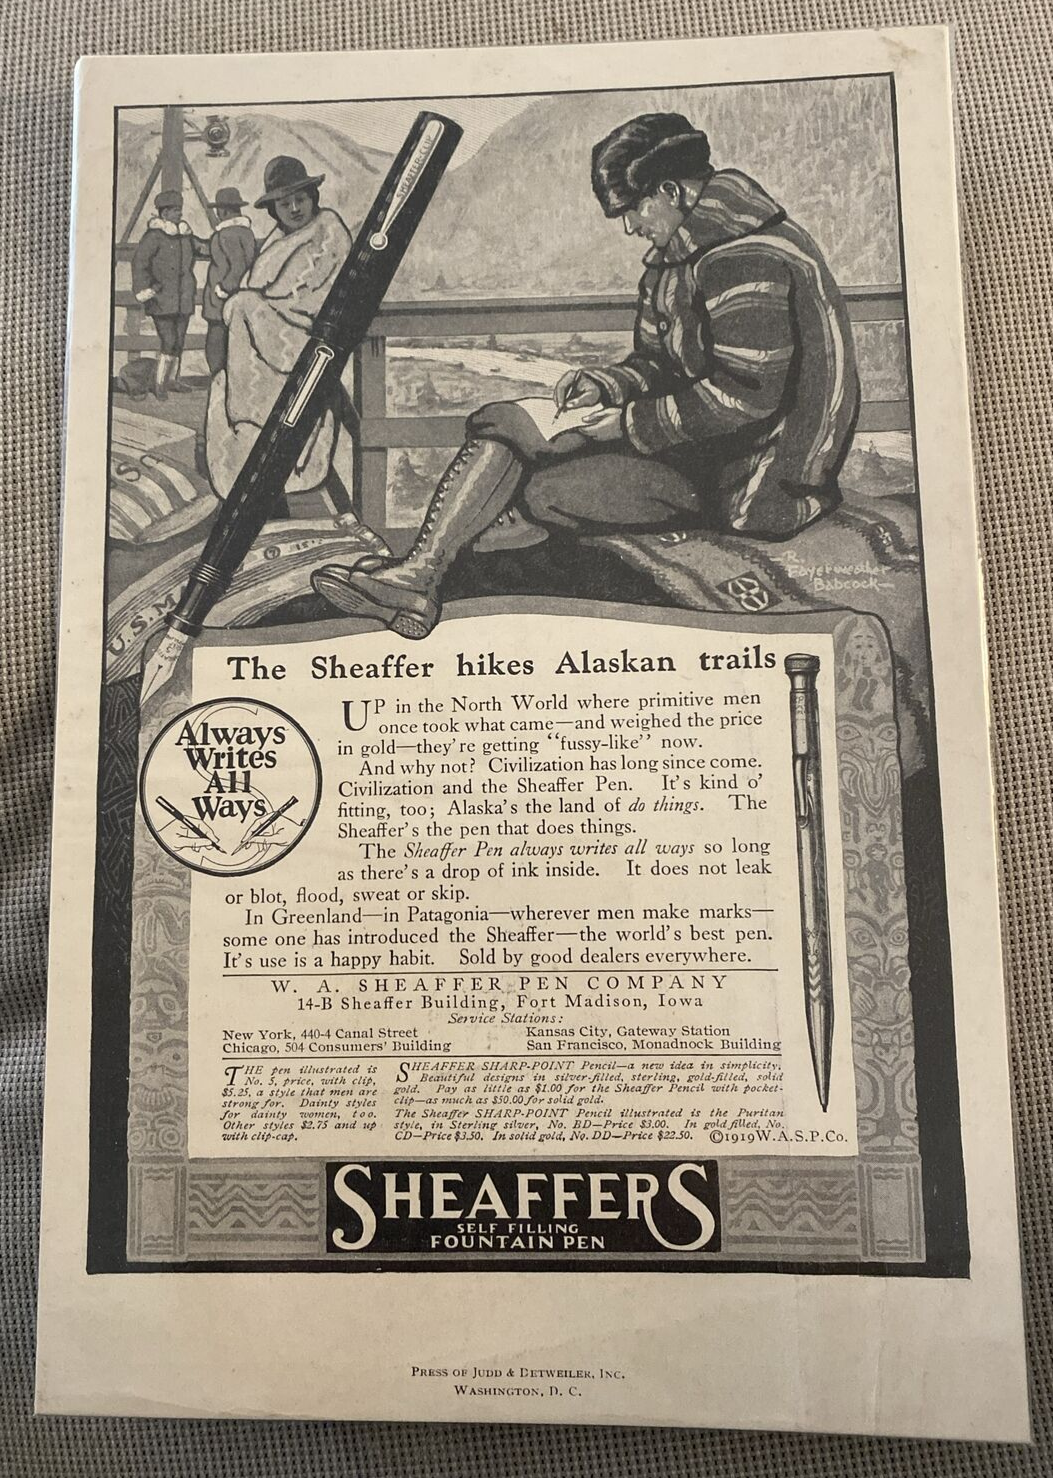 SHEAFFER-CLIP
U.S.M
R. Fayerweather
Babcock
The Sheaffer hikes Alaskan trails
Always
Writes
All
Ways
UP in the North World where primitive men
once took what came—and weighed the price
in gold—they're getting "fussy-like" now.
And why not? Civilization has long since come.
Civilization and the Sheaffer Pen. It's kind o'
fitting, too; Alaska's the land of do things. The
Sheaffer's the pen that does things.
The Sheaffer Pen always writes all ways so long
as there's a drop of ink inside. It does not leak
or blot, flood, sweat or skip.
In Greenland—in Patagonia—wherever men make marks—
some one has introduced the Sheaffer—the world's best pen.
It's use is a happy habit. Sold by good dealers everywhere.
W. A. SHEAFFER PEN COMPANY
14-B Sheaffer Building, Fort Madison, Iowa
Service Stations:
New York, 440-4 Canal Street
Chicago, 504 Consumers' Building
Kansas City, Gateway Station
San Francisco, Monadnock Building
THE pen illustrated is
No. 5, price, with clip,
$5.25, a style that men are
strong for. Dainty styles
for dainty women, too.
Other styles $2.75 and up
with clip-cap.
SHEAFFER SHARP-POINT Pencil—a new idea in simplicity.
Beautiful designs in silver-filled, sterling, gold-filled, solid
gold. Pay as little as $1.00 for the Sheaffer Pencil with pocket-
clip—as much as $50.00 for solid gold.
The Sheaffer SHARP-POINT Pencil illustrated is the Puritan
style, in Sterling silver, No. BD—Price $3.00. In gold filled, No.
CD—Price $3.50. In solid gold, No. DD—Price $22.50. ©1919 W.A.S.P.Co.
SHEAFFERS
SELF FILLING
FOUNTAIN PEN
PRESS OF JUDD & DETWEILER, INC.
WASHINGTON, D. C.